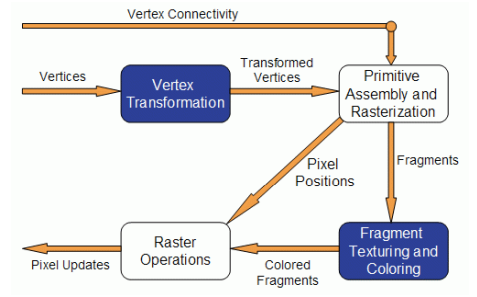 Vertex Connectivity
Vertices
Vertex
Transformation
Transformed
Vertices
Primitive
Assembly and
Rasterization
Pixel
Positions
Fragments
Fragment
Texturing and
Coloring
Colored
Fragments
Raster
Operations
Pixel Updates